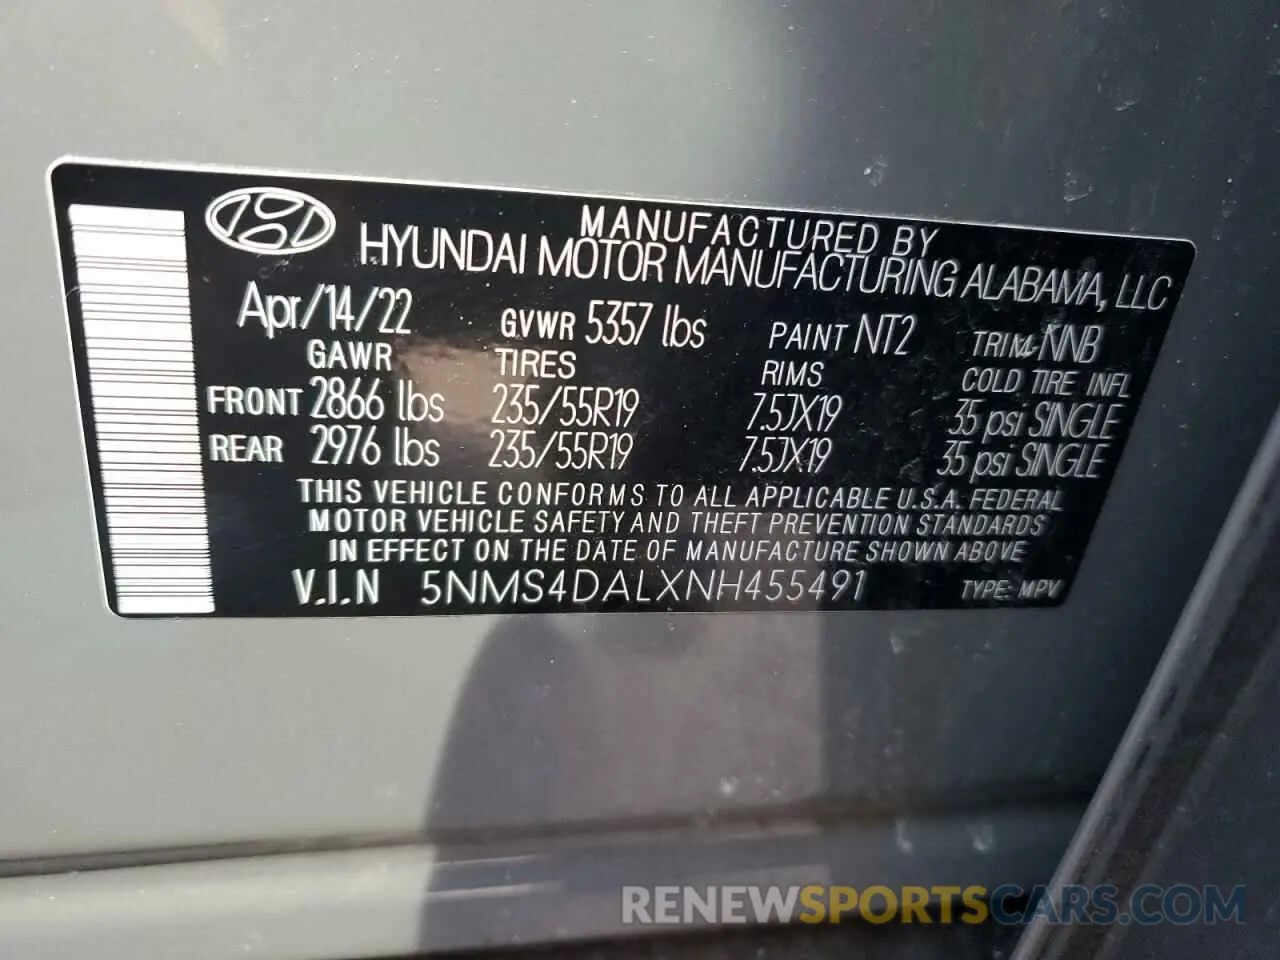 MANUFACTURED BY
HYUNDAI MOTOR MANUFACTURING ALABAMA, LLC
Apr/14/22 GVWR 5357 lbs PAINT NT2 TRIM NNB
GAWR TIRES RIMS COLD TIRE INFL
FRONT 2866 lbs 235/55R19 7.5JX19 35 psi SINGLE
REAR 2976 lbs 235/55R19 7.5JX19 35 psi SINGLE
THIS VEHICLE CONFORMS TO ALL APPLICABLE U.S.A. FEDERAL
MOTOR VEHICLE SAFETY AND THEFT PREVENTION STANDARDS
IN EFFECT ON THE DATE OF MANUFACTURE SHOWN ABOVE
V.I.N 5NMS4DALXNH455491 TYPE: MPV
RENEWSPORTSCARS.COM